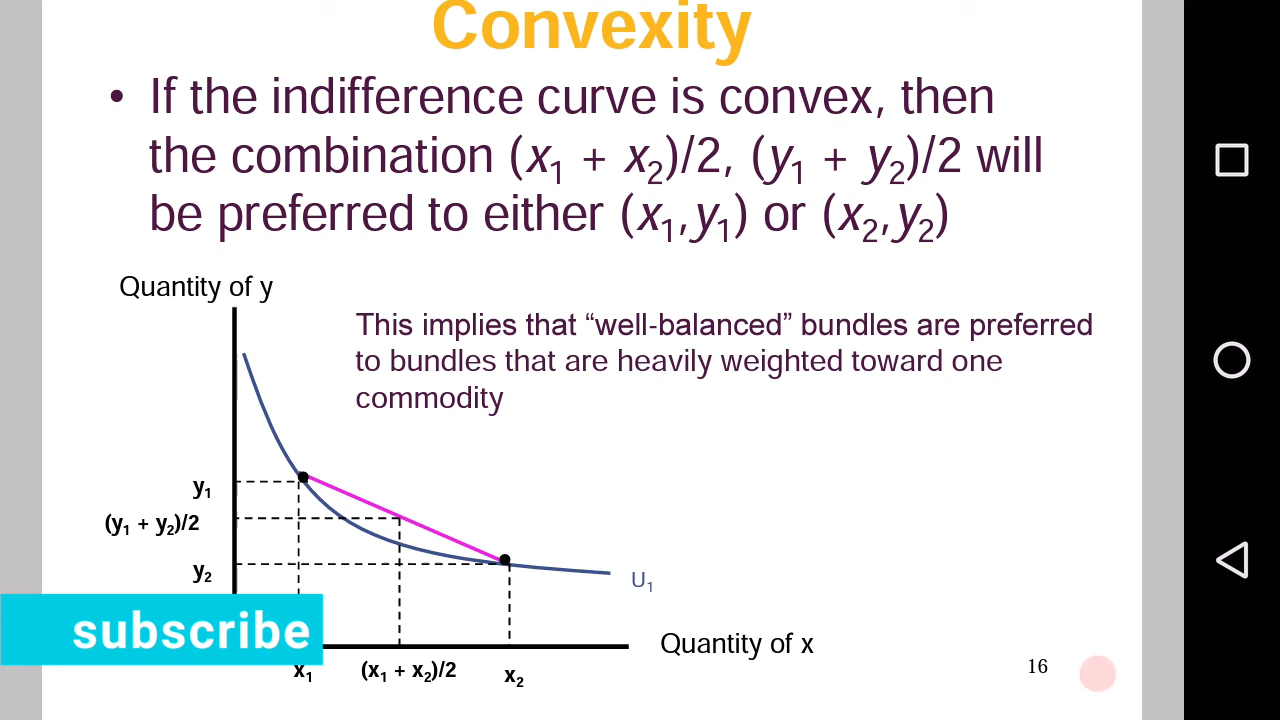 Convexity
• If the indifference curve is convex, then
the combination (x₁ + x₂)/2, (y₁ + y₂)/2 will
be preferred to either (x₁,y₁) or (x₂,y₂)
Quantity of y
This implies that “well-balanced” bundles are preferred
to bundles that are heavily weighted toward one
commodity
y₁
(y₁ + y₂)/2
y₂
U₁
subscribe
Quantity of x
x₁
(x₁ + x₂)/2
x₂
16